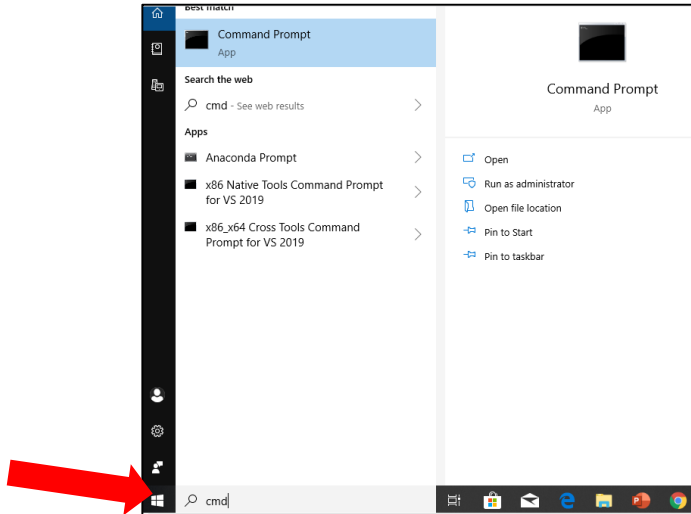 Best match
Command Prompt
App
Search the web
cmd - See web results
Apps
Anaconda Prompt
x86 Native Tools Command Prompt
for VS 2019
x86_x64 Cross Tools Command
Prompt for VS 2019
cmd
Command Prompt
App
Open
Run as administrator
Open file location
Pin to Start
Pin to taskbar